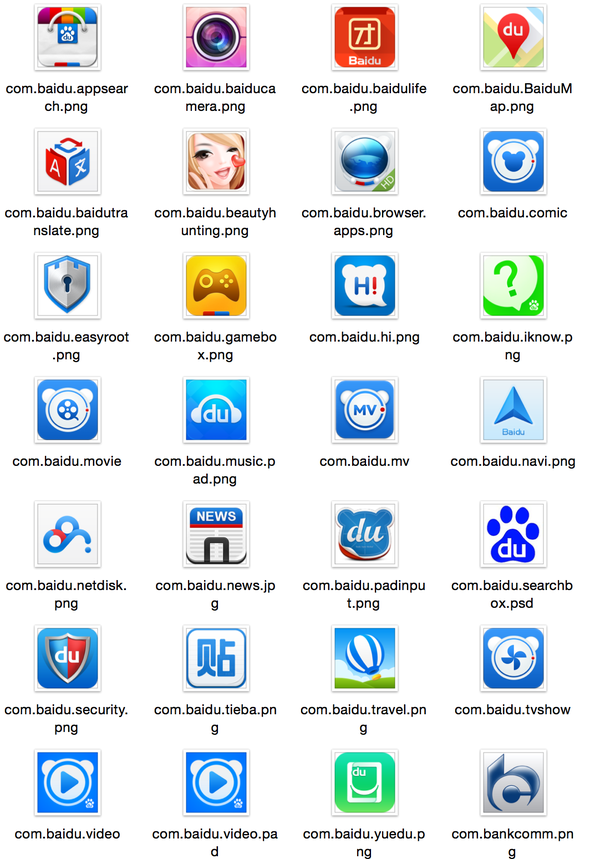 du
才
Baidu
du
com.baidu.appsear
ch.png
com.baidu.baiduca
mera.png
com.baidu.baidulife
.png
com.baidu.BaiduM
ap.png
A 文
HD
com.baidu.baidutra
nslate.png
com.baidu.beautyh
unting.png
com.baidu.browser.
apps.png
com.baidu.comic
H!
?
com.baidu.easyroot
.png
com.baidu.gamebo
x.png
com.baidu.hi.png
com.baidu.iknow.p
ng
du
MV
Baidu
com.baidu.movie
com.baidu.music.p
ad.png
com.baidu.mv
com.baidu.navi.png
NEWS
du
du
com.baidu.netdisk.
png
com.baidu.news.jp
g
com.baidu.padinpu
t.png
com.baidu.searchb
ox.psd
du
贴
com.baidu.security.
png
com.baidu.tieba.pn
g
com.baidu.travel.pn
g
com.baidu.tvshow
du
com.baidu.video
com.baidu.video.pa
d
com.baidu.yuedu.p
ng
com.bankcomm.pn
g